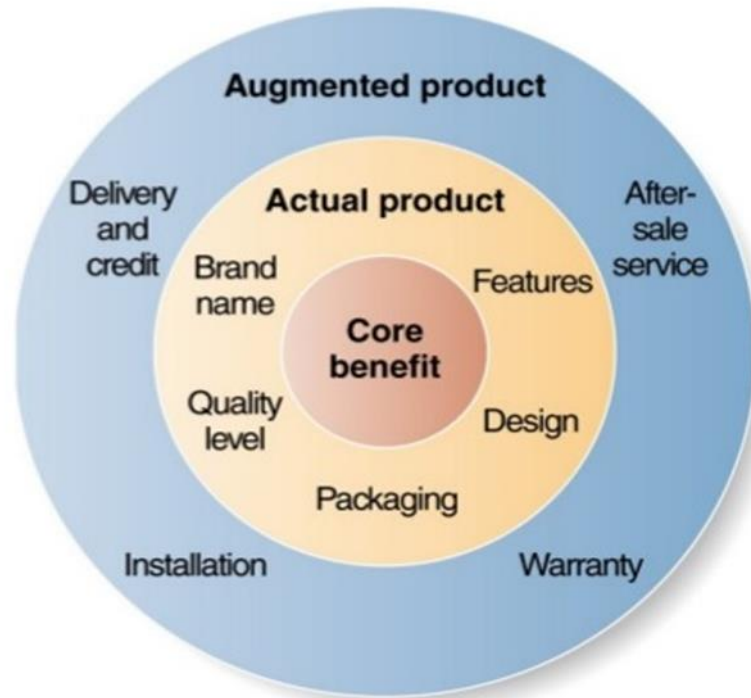 Augmented product
Delivery
and
credit
After-
sale
service
Actual product
Brand
name
Features
Core
benefit
Quality
level
Design
Packaging
Installation
Warranty